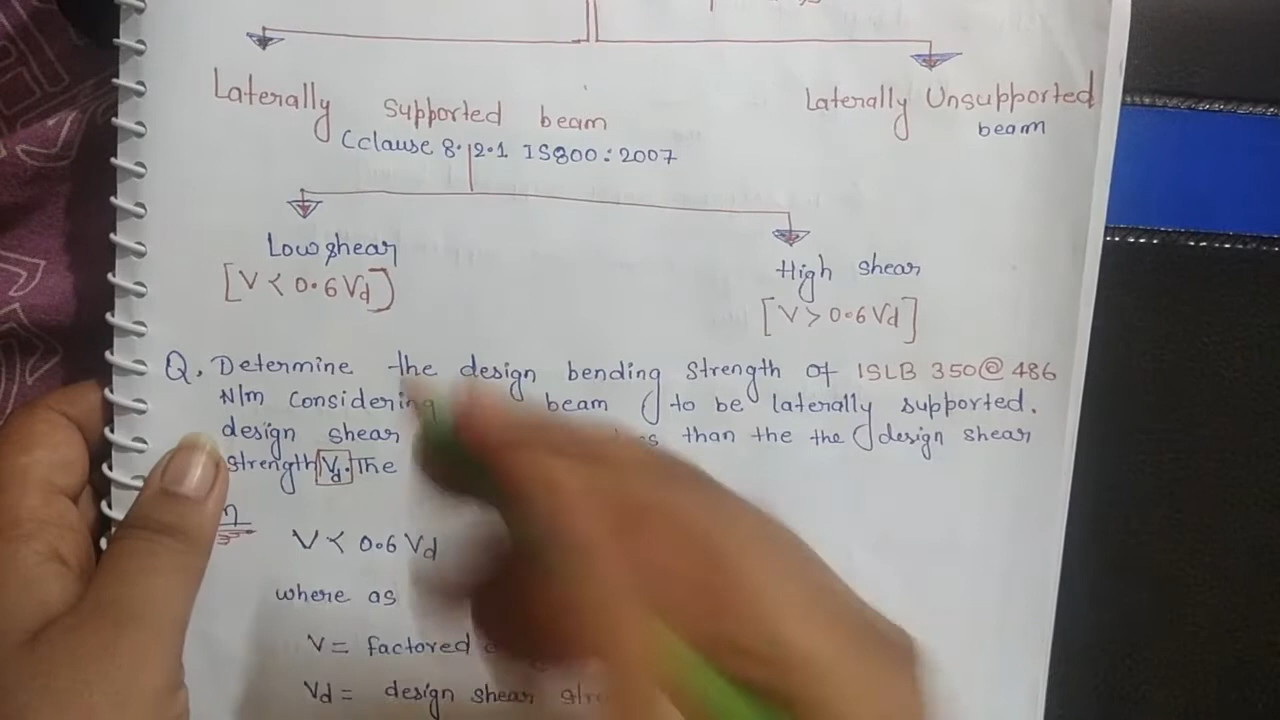 Laterally supported beam
Laterally Unsupported
beam
(clause 8.2.1 IS800:2007
Low shear
[V < 0.6 Vd]
High shear
[V > 0.6 Vd]
Q. Determine the design bending strength of ISLB 350@ 486
N/m considering beam to be laterally supported.
design shear than the the design shear
strength Vd. The
V < 0.6 Vd
where as
V = factored
Vd = design shear